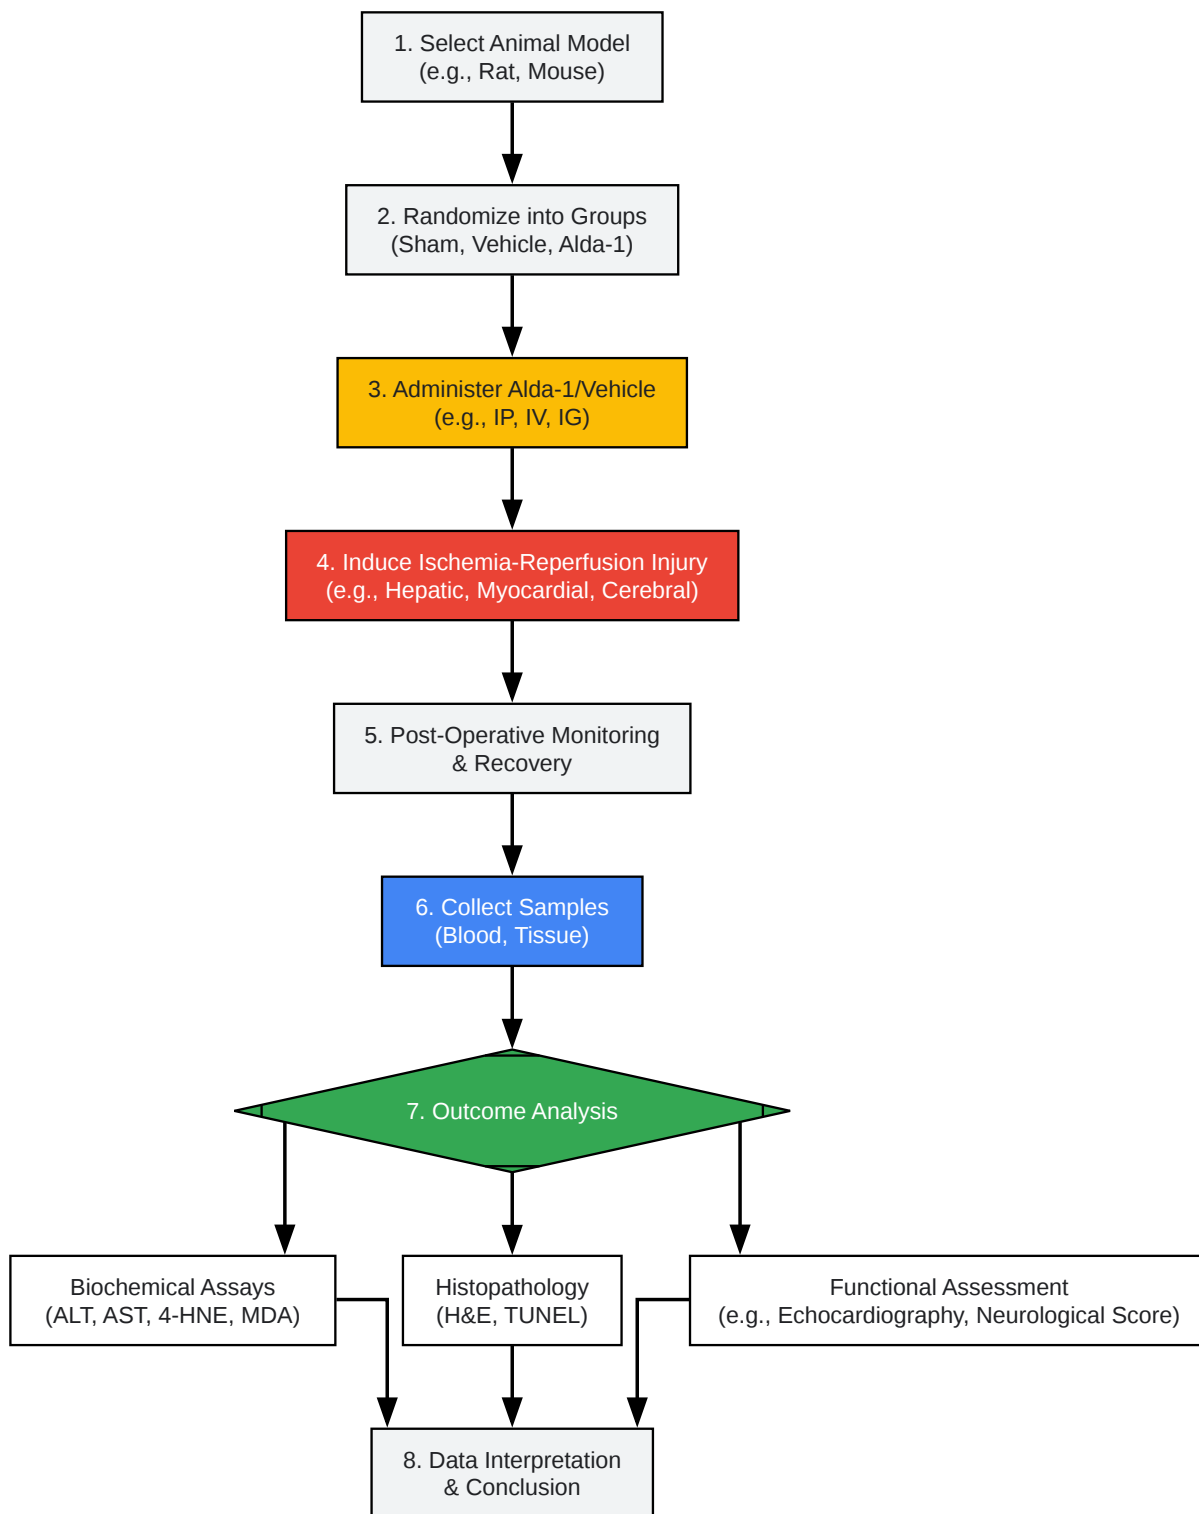 1. Select Animal Model
(e.g., Rat, Mouse)
2. Randomize into Groups
(Sham, Vehicle, Alda-1)
3. Administer Alda-1/Vehicle
(e.g., IP, IV, IG)
4. Induce Ischemia-Reperfusion Injury
(e.g., Hepatic, Myocardial, Cerebral)
5. Post-Operative Monitoring
& Recovery
6. Collect Samples
(Blood, Tissue)
7. Outcome Analysis
Biochemical Assays
(ALT, AST, 4-HNE, MDA)
Histopathology
(H&E, TUNEL)
Functional Assessment
(e.g., Echocardiography, Neurological Score)
8. Data Interpretation
& Conclusion